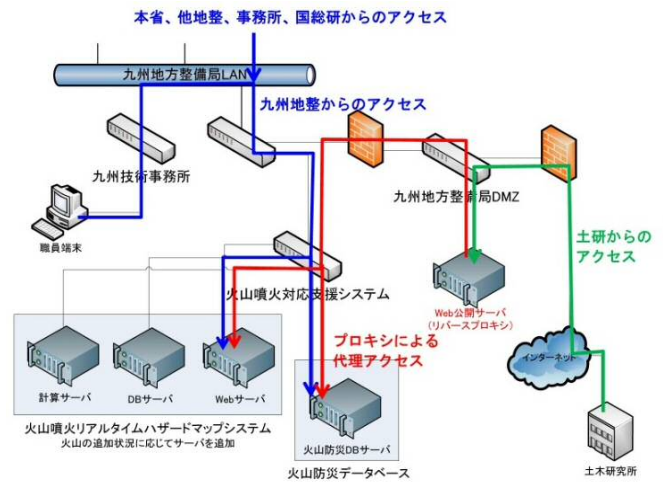 本省、他地整、事務所、国総研からのアクセス
九州地方整備局LAN
九州地整からのアクセス
九州技術事務所
九州地方整備局DMZ
職員端末
土研からの
アクセス
火山噴火対応支援システム
Web公開サーバ
(リバースプロキシ)
プロキシによる
代理アクセス
インターネット
計算サーバ
DBサーバ
Webサーバ
火山噴火リアルタイムハザードマップシステム
火山の追加状況に応じてサーバを追加
火山防災DBサーバ
火山防災データベース
土木研究所